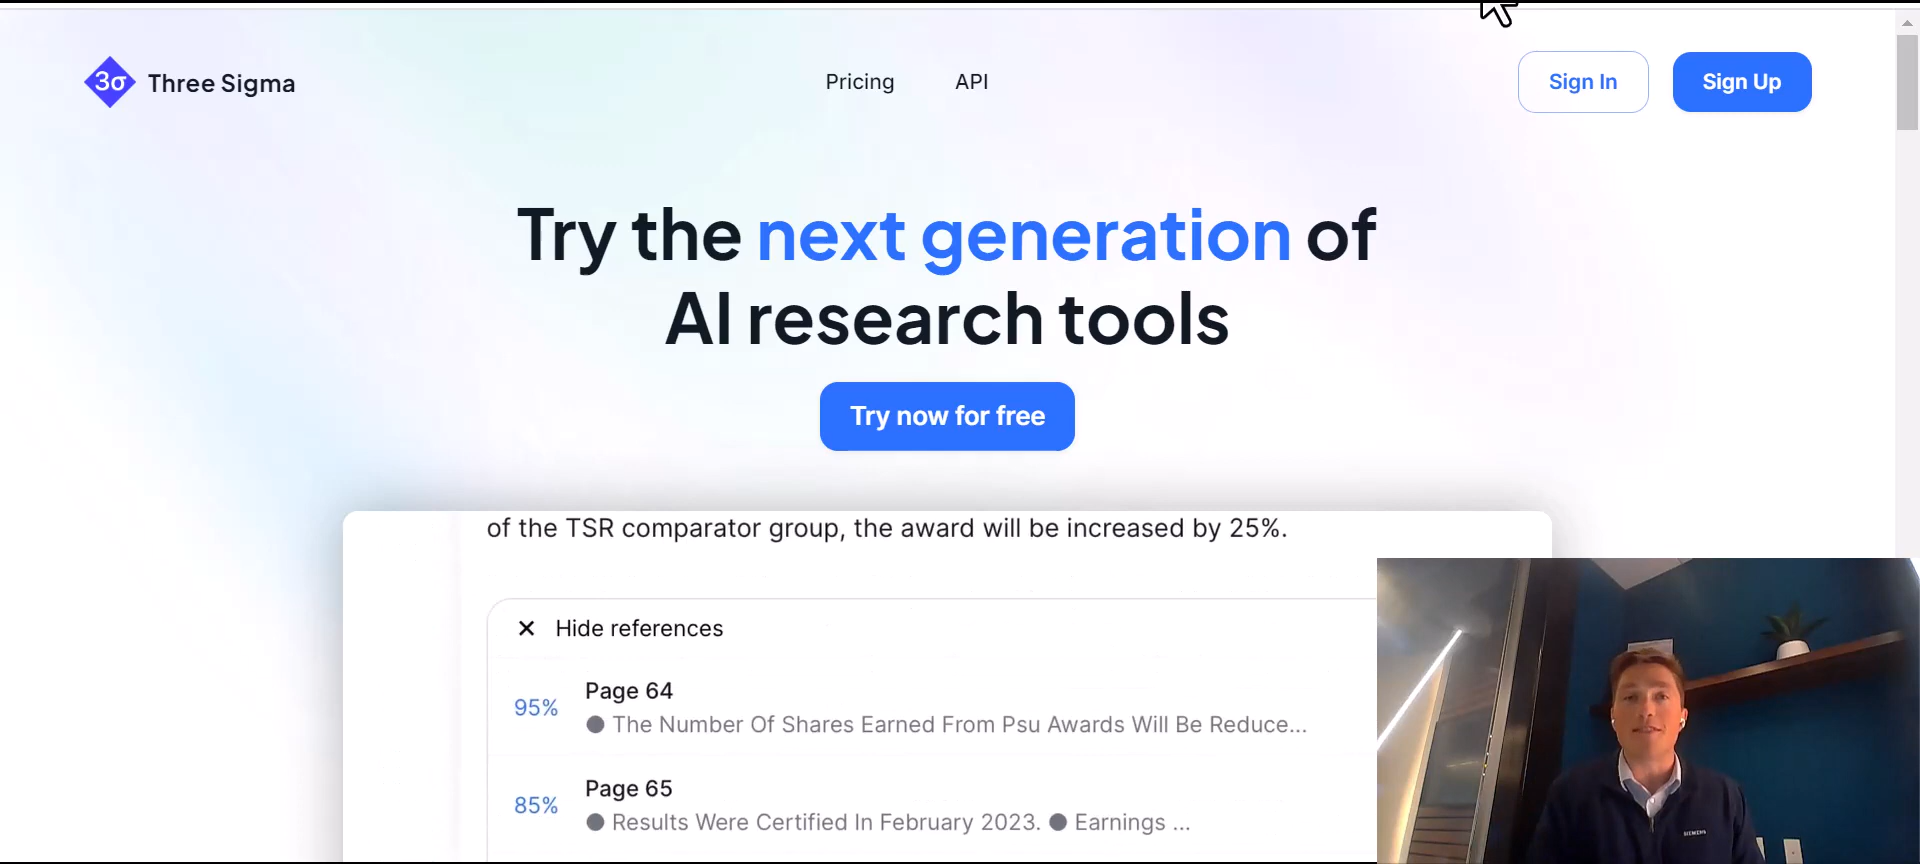 3σ Three Sigma
Pricing
API
Sign In
Sign Up
Try the next generation of
AI research tools
Try now for free
of the TSR comparator group, the award will be increased by 25%.
✕ Hide references
95%
Page 64
● The Number Of Shares Earned From Psu Awards Will Be Reduce...
85%
Page 65
● Results Were Certified In February 2023. ● Earnings ...
SIEMENS